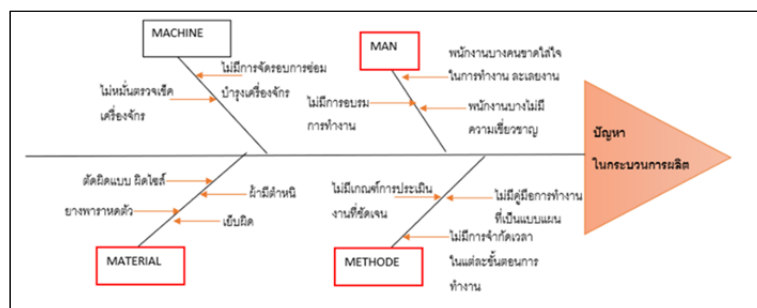 MACHINE
ไม่มีการจัดรอบการซ่อม
บำรุงเครื่องจักร
ไม่หมั่นตรวจเช็ค
เครื่องจักร
MAN
พนักงานบางคนขาดใส่ใจ
ในการทำงาน ละเลยงาน
ไม่มีการอบรม
การทำงาน
พนักงานบางไม่มี
ความเชี่ยวชาญ
ปัญหา
ในกระบวนการผลิต
ตัดผิดแบบ ผิดไซส์
ผ้ามีตำหนิ
ยางพาราหดตัว
เย็บผิด
MATERIAL
ไม่มีเกณฑ์การประเมิน
งานที่ชัดเจน
ไม่มีคู่มือการทำงาน
ที่เป็นแบบแผน
ไม่มีการจำกัดเวลา
ในแต่ละขั้นตอนการ
ทำงาน
METHODE